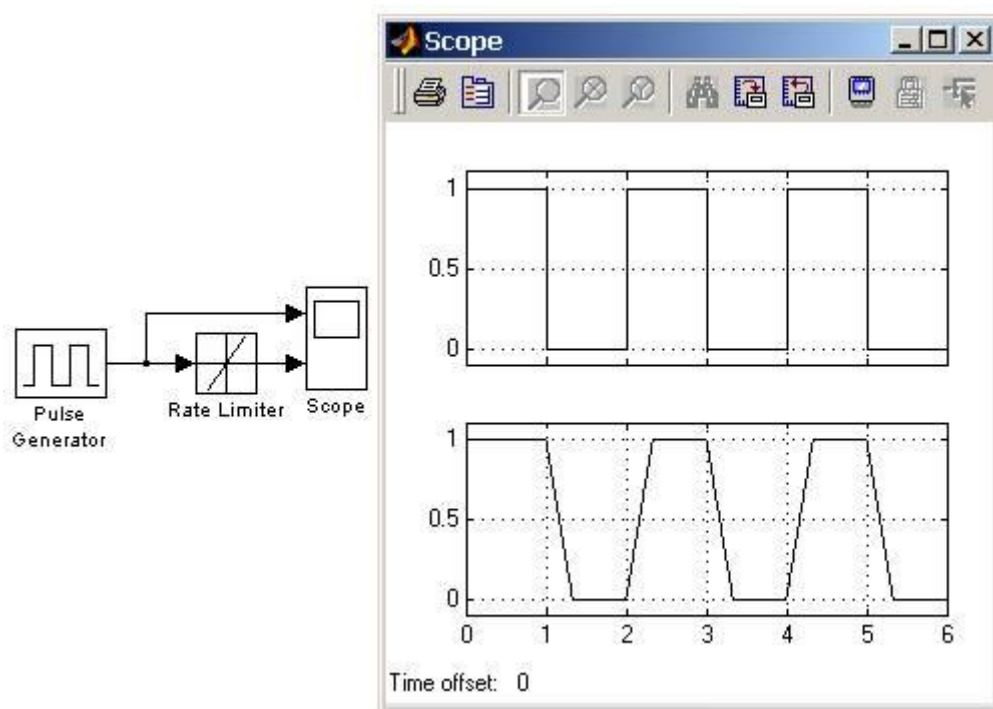 Scope
1
0.5
0
Pulse
Generator
Rate Limiter
Scope
1
0.5
0
0 1 2 3 4 5 6
Time offset: 0